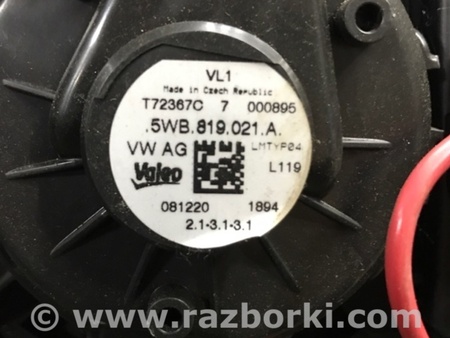 VL1
Made in Czech Republic
T72367C 7 000895
.5WB.819.021.A.
VW AG LMTYP04
Valeo L119
081220 1894
2.1-3.1-3.1
© www.razborki.com